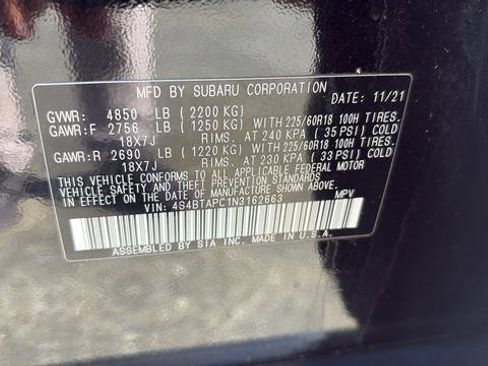 MFD BY SUBARU CORPORATION
DATE: 11/21
GVWR: 4850 LB ( 2200 KG)
GAWR:F 2756 LB ( 1250 KG) WITH 225/60R18 100H TIRES.
18X7J RIMS. AT 240 KPA ( 35 PSI) COLD
GAWR:R 2690 LB ( 1220 KG) WITH 225/60R18 100H TIRES.
18X7J RIMS. AT 230 KPA ( 33 PSI) COLD
THIS VEHICLE CONFORMS TO ALL APPLICABLE U.S. FEDERAL MOTOR
VEHICLE SAFETY AND THEFT PREVENTION STANDARDS IN EFFECT
ON THE DATE OF MANUFACTURE SHOWN ABOVE.
VIN: 4S4BTAPC1N3162663 MPV
ASSEMBLED BY SIA INC. MADE IN U.S.A.